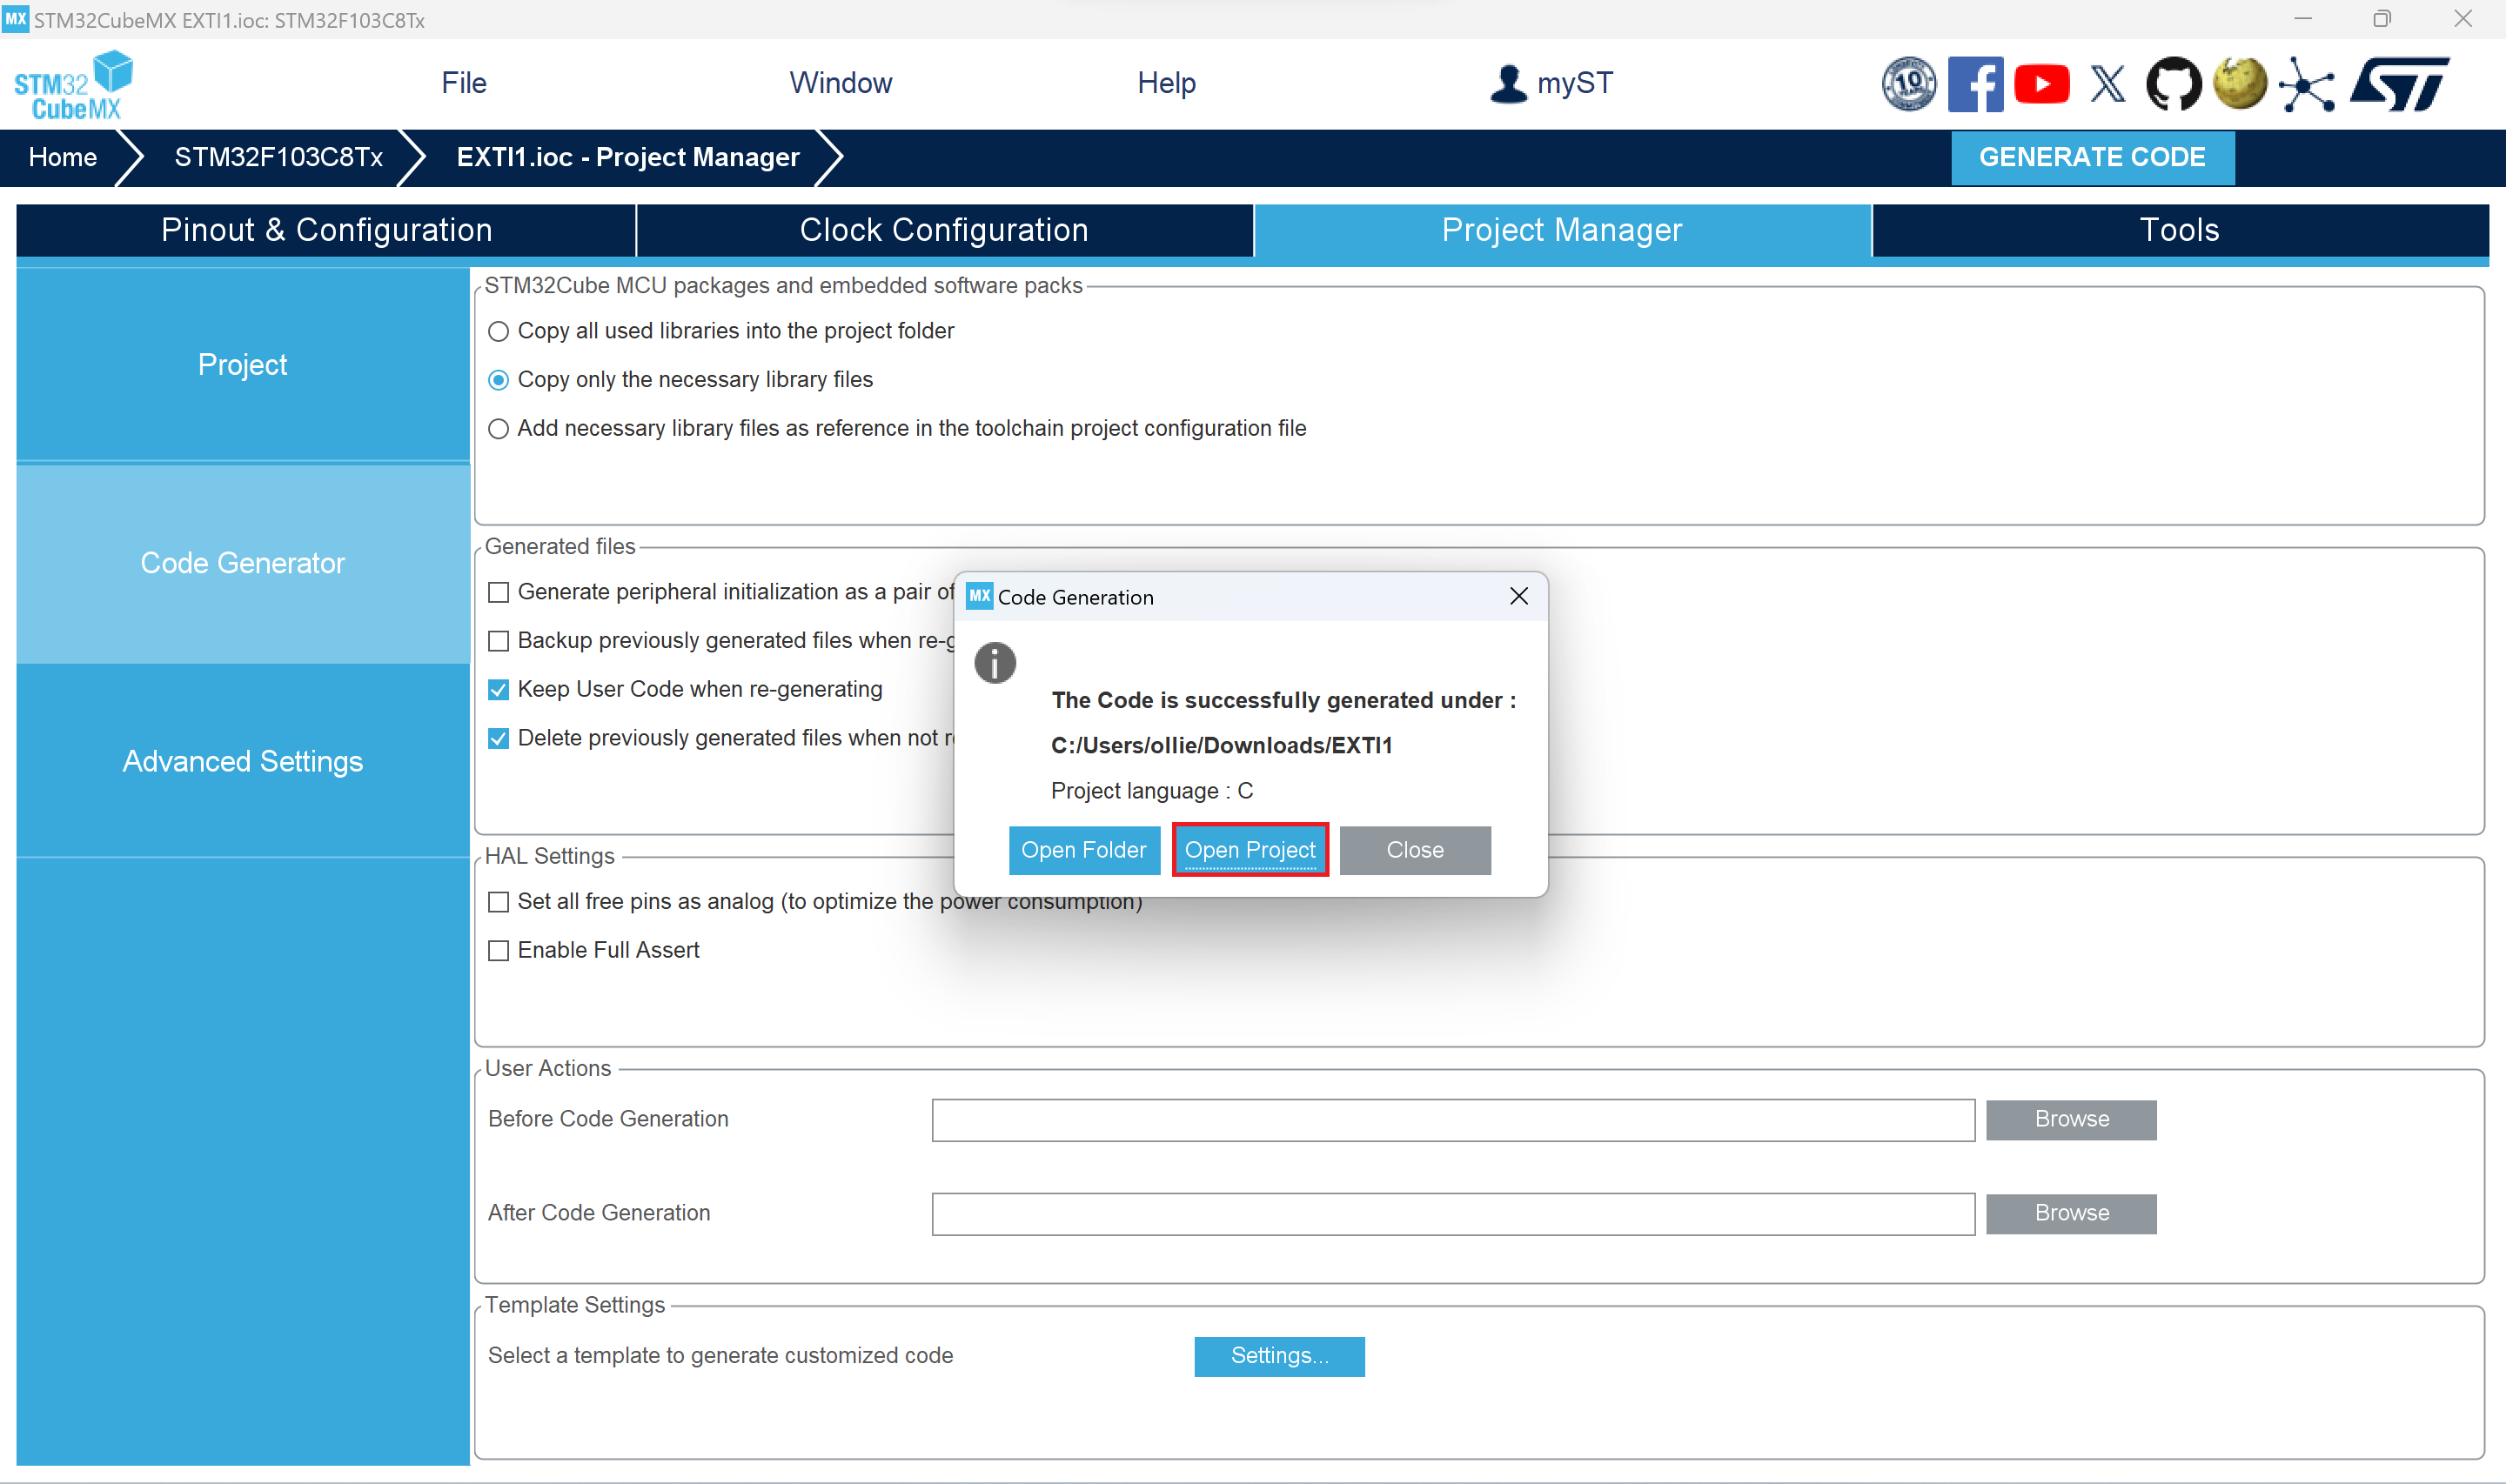 MX STM32CubeMX EXTI1.ioc: STM32F103C8Tx
STM32
CubeMX
File
Window
Help
myST
10
YEARS
f
X
ST
Home
STM32F103C8Tx
EXTI1.ioc - Project Manager
GENERATE CODE
Pinout & Configuration
Clock Configuration
Project Manager
Tools
Project
Code Generator
Advanced Settings
STM32Cube MCU packages and embedded software packs
Copy all used libraries into the project folder
Copy only the necessary library files
Add necessary library files as reference in the toolchain project configuration file
Generated files
Generate peripheral initialization as a pair of
Backup previously generated files when re-g
Keep User Code when re-generating
Delete previously generated files when not r
MX Code Generation
The Code is successfully generated under :
C:/Users/ollie/Downloads/EXTI1
Project language : C
Open Folder
Open Project
Close
HAL Settings
Set all free pins as analog (to optimize the power consumption)
Enable Full Assert
User Actions
Before Code Generation
Browse
After Code Generation
Browse
Template Settings
Select a template to generate customized code
Settings...